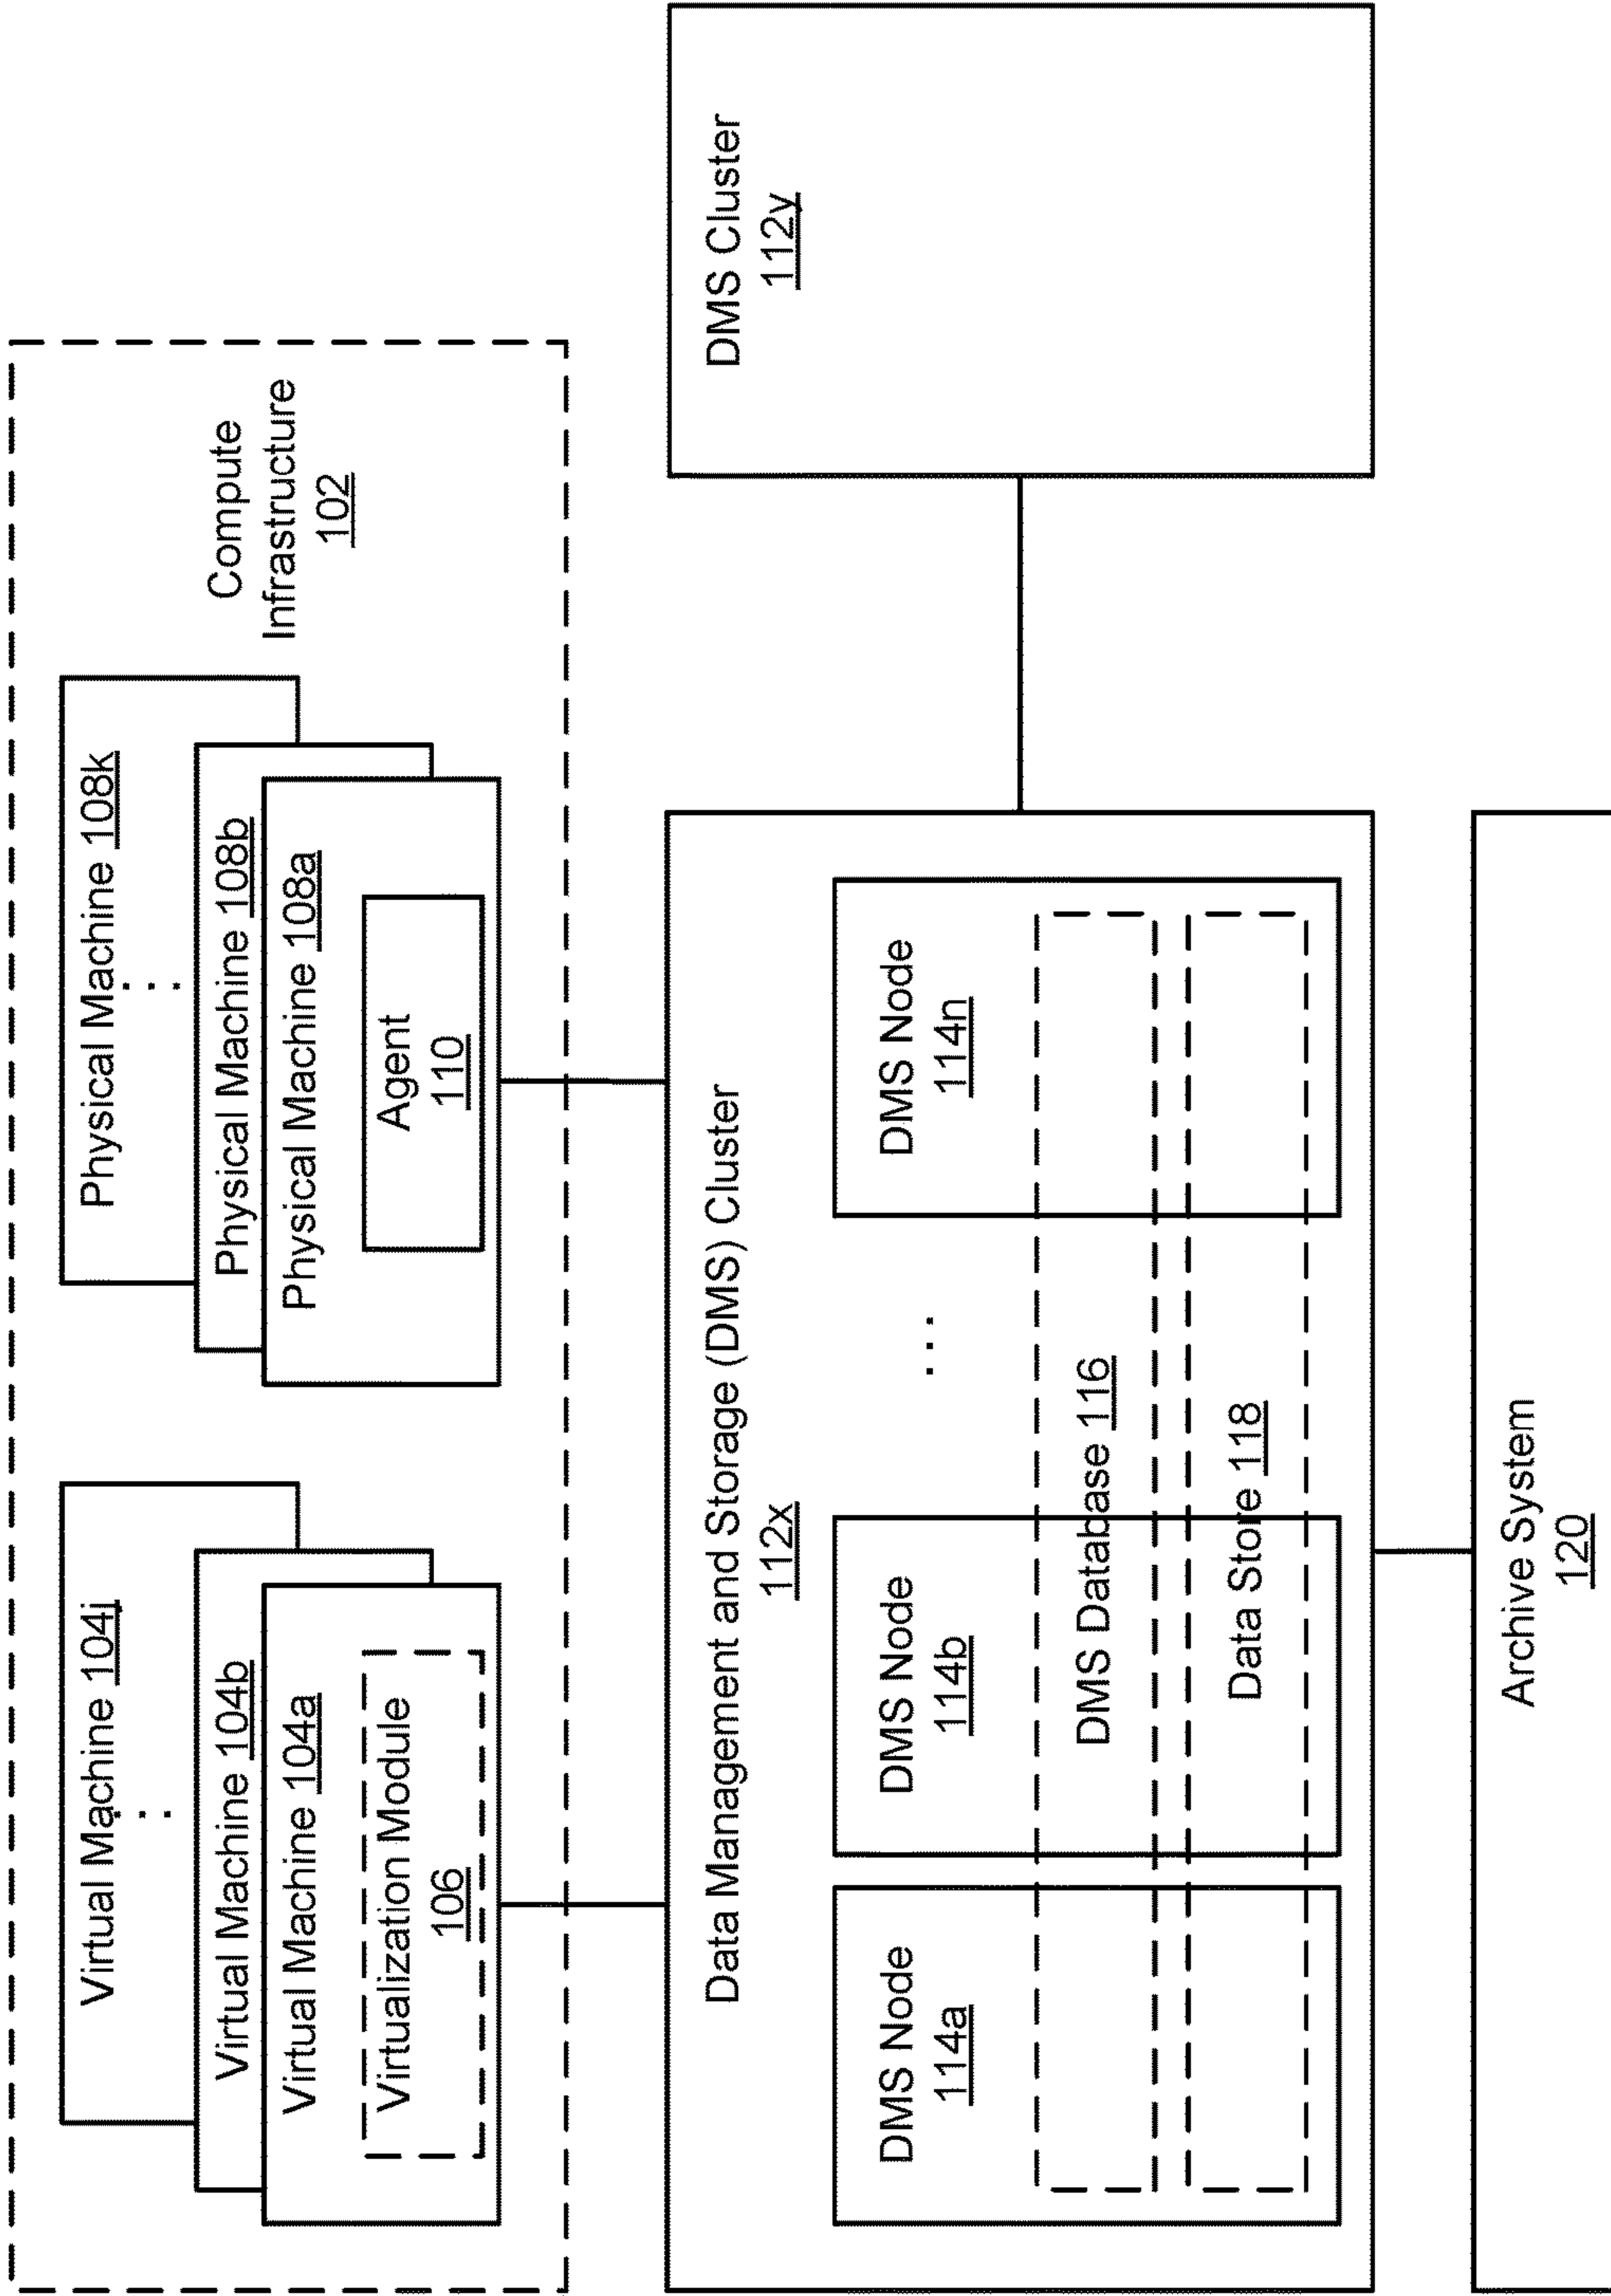 Virtual Machine 104j
⋮
Virtual Machine 104b
Virtual Machine 104a
Virtualization Module
106
Physical Machine 108k
⋮
Physical Machine 108b
Physical Machine 108a
Agent
110
Compute
Infrastructure
102
Data Management and Storage (DMS) Cluster
112x
DMS Node
114a
DMS Node
114b
...
DMS Node
114n
DMS Database 116
Data Store 118
DMS Cluster
112y
Archive System
120